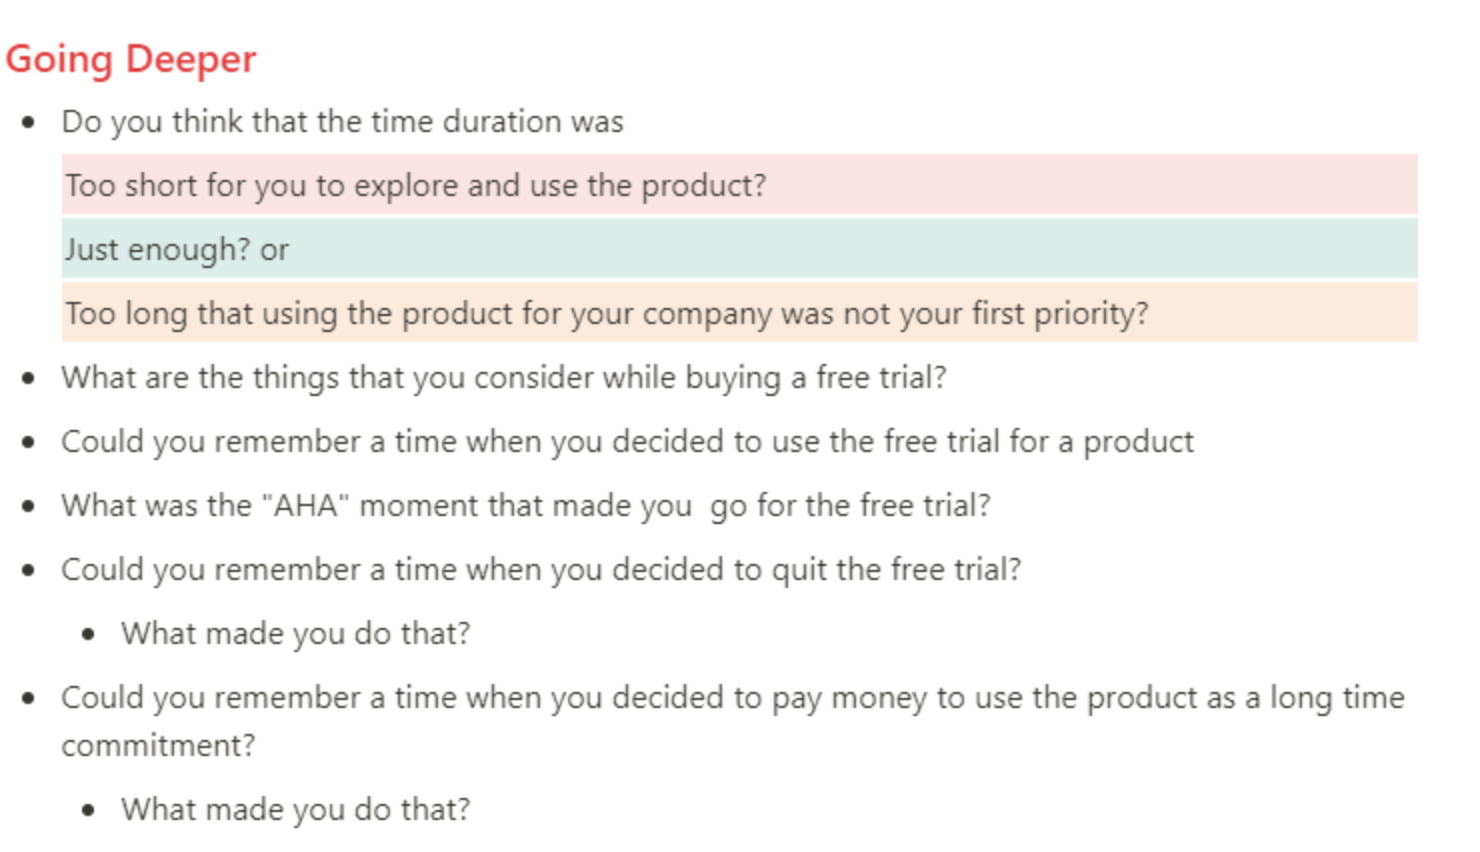 Going Deeper
Do you think that the time duration was
Too short for you to explore and use the product?
Just enough? or
Too long that using the product for your company was not your first priority?
What are the things that you consider while buying a free trial?
Could you remember a time when you decided to use the free trial for a product
What was the "AHA" moment that made you  go for the free trial?
Could you remember a time when you decided to quit the free trial?
What made you do that?
Could you remember a time when you decided to pay money to use the product as a long time
commitment?
What made you do that?